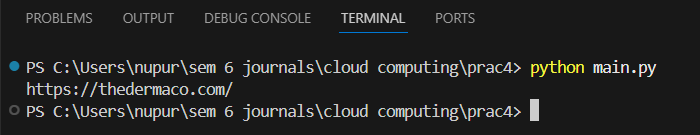 PROBLEMS OUTPUT DEBUG CONSOLE TERMINAL PORTS
PS C:\Users\nupur\sem 6 journals\cloud computing\prac4> python main.py
https://thedermaco.com/
PS C:\Users\nupur\sem 6 journals\cloud computing\prac4>